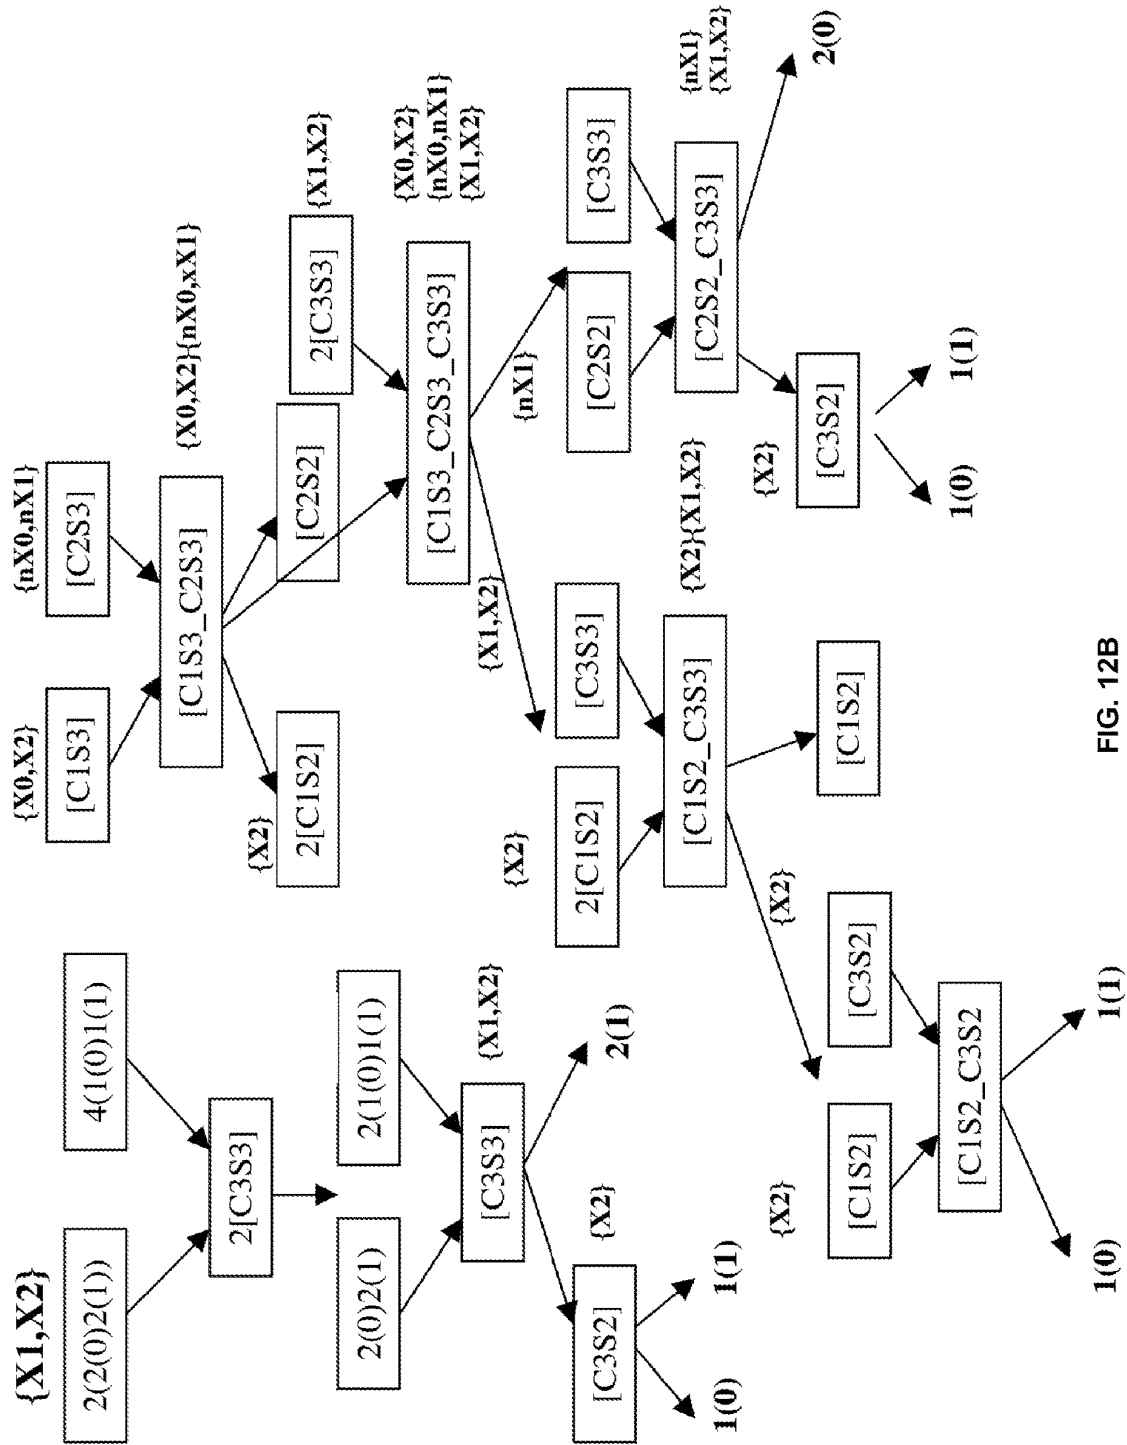 {X1,X2}
2(2(0)2(1))
4(1(0)1(1)
2[C3S3]
2(0)2(1)
2(1(0)1(1)
[C3S3]
{X1,X2}
[C3S2]
{X2}
2(1)
1(0)
1(1)
{X0,X2}
{nX0,nX1}
[C1S3]
[C2S3]
[C1S3_C2S3]
{X0,X2}{nX0,xX1}
{X2}
2[C1S2]
[C2S2]
2[C3S3]
{X1,X2}
[C1S3_C2S3_C3S3]
{X0,X2}
{nX0,nX1}
{X1,X2}
{X1,X2}
{nX1}
{X2}
2[C1S2]
[C3S3]
[C1S2_C3S3]
{X2}{X1,X2}
[C2S2]
[C3S3]
[C2S2_C3S3]
{nX1}
{X1,X2}
{X2}
[C3S2]
2(0)
1(0)
1(1)
{X2}
[C1S2]
{X2}
[C1S2]
[C3S2]
[C1S2_C3S2
1(0)
1(1)
FIG. 12B